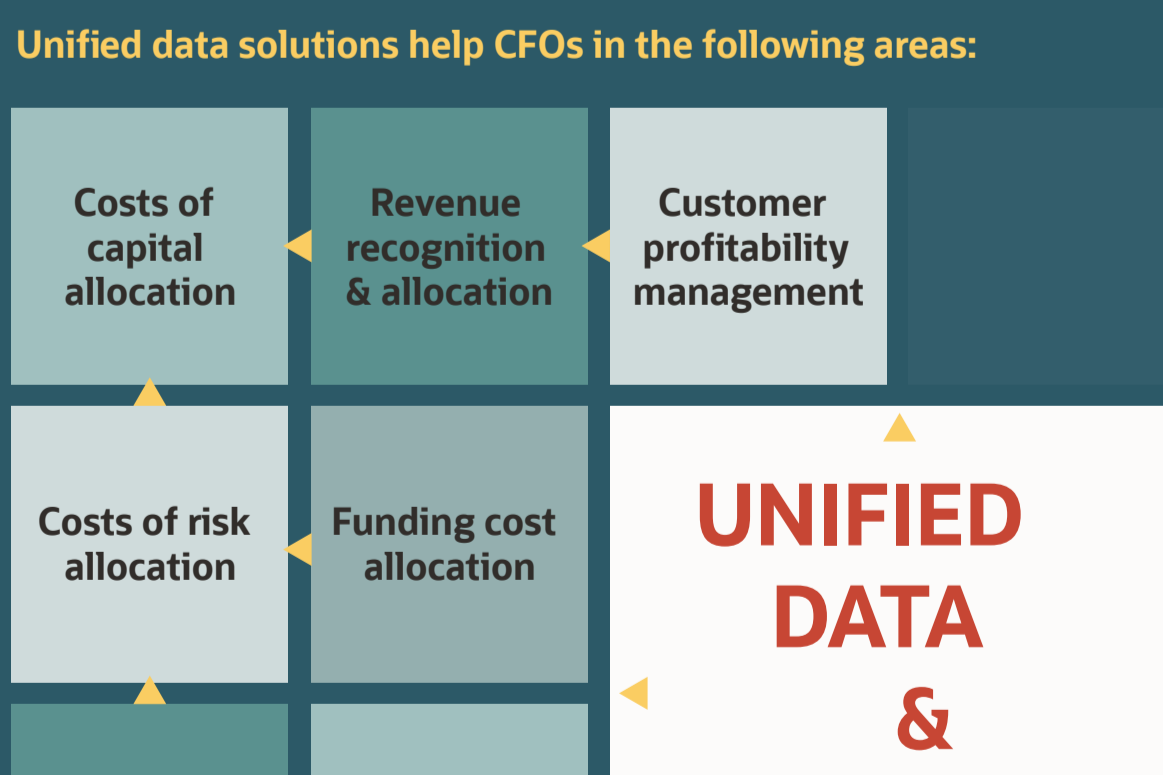 Unified data solutions help CFOs in the following areas:
Costs of
capital
allocation
Revenue
recognition
& allocation
Customer
profitability
management
Costs of risk
allocation
Funding cost
allocation
UNIFIED
DATA
&